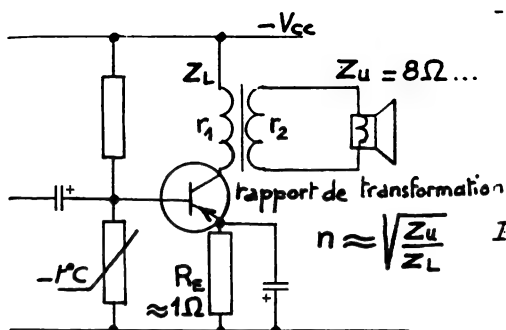 -Vcc
ZL
Zu = 8Ω...
r1
r2
+
rapport de transformation
n ≈ √(Zu/ZL)
RE
≈1Ω
+